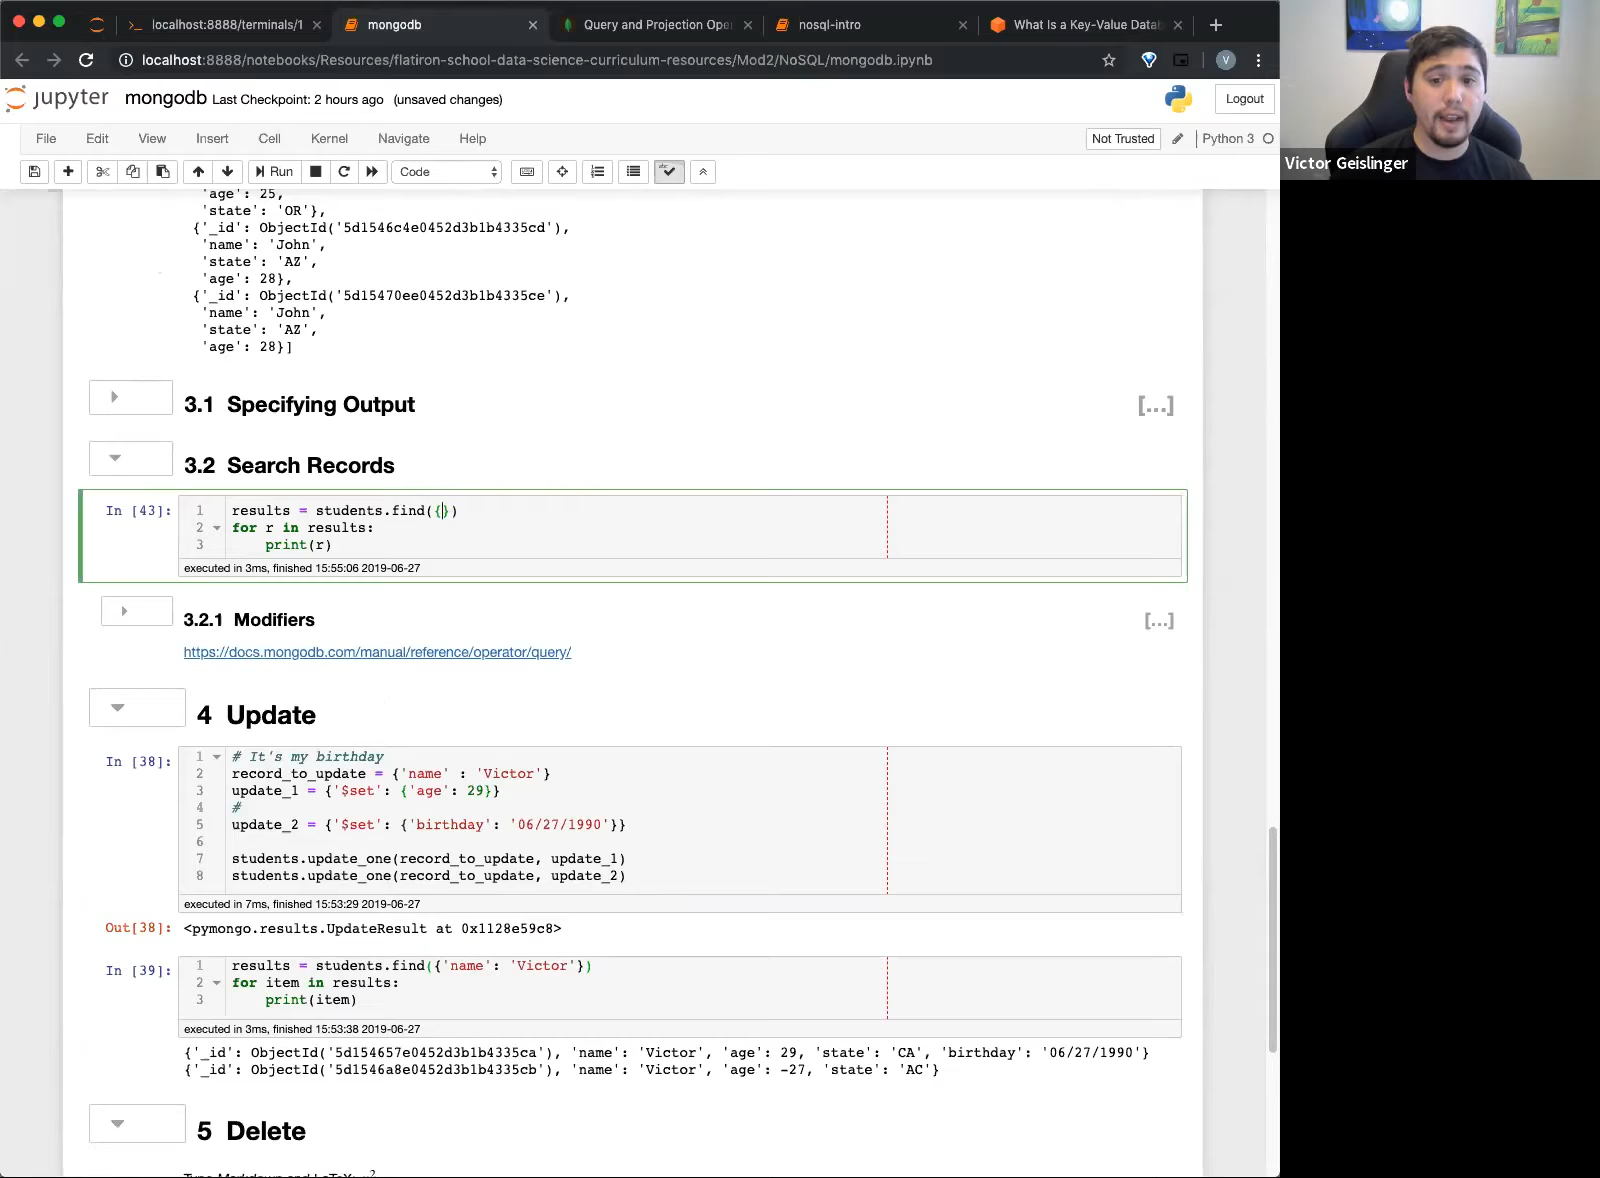 localhost:8888/terminals/1
mongodb
Query and Projection Ope
nosql-intro
What Is a Key-Value Datab
localhost:8888/notebooks/Resources/flatiron-school-data-science-curriculum-resources/Mod2/NoSQL/mongodb.ipynb
V
jupyter mongodb Last Checkpoint: 2 hours ago (unsaved changes)
Logout
File Edit View Insert Cell Kernel Navigate Help
Not Trusted
Python 3
Run
Code
Victor Geislinger
'age': 25,
'state': 'OR'},
{'_id': ObjectId('5d1546c4e0452d3b1b4335cd'),
'name': 'John',
'state': 'AZ',
'age': 28},
{'_id': ObjectId('5d15470ee0452d3b1b4335ce'),
'name': 'John',
'state': 'AZ',
'age': 28}]
3.1 Specifying Output
[...]
3.2 Search Records
In [43]:
1 results = students.find({})
2 for r in results:
3 print(r)
executed in 3ms, finished 15:55:06 2019-06-27
3.2.1 Modifiers
[...]
https://docs.mongodb.com/manual/reference/operator/query/
4 Update
In [38]:
1 # It's my birthday
2 record_to_update = {'name' : 'Victor'}
3 update_1 = {'$set': {'age': 29}}
4 #
5 update_2 = {'$set': {'birthday': '06/27/1990'}}
6
7 students.update_one(record_to_update, update_1)
8 students.update_one(record_to_update, update_2)
executed in 7ms, finished 15:53:29 2019-06-27
Out[38]: <pymongo.results.UpdateResult at 0x1128e59c8>
In [39]:
1 results = students.find({'name': 'Victor'})
2 for item in results:
3 print(item)
executed in 3ms, finished 15:53:38 2019-06-27
{'_id': ObjectId('5d154657e0452d3b1b4335ca'), 'name': 'Victor', 'age': 29, 'state': 'CA', 'birthday': '06/27/1990'}
{'_id': ObjectId('5d1546a8e0452d3b1b4335cb'), 'name': 'Victor', 'age': -27, 'state': 'AC'}
5 Delete